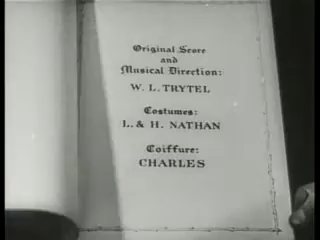 Original Score
and
Musical Direction:
W. L. TRYTEL
Costumes:
L. & H. NATHAN
Coiffure:
CHARLES